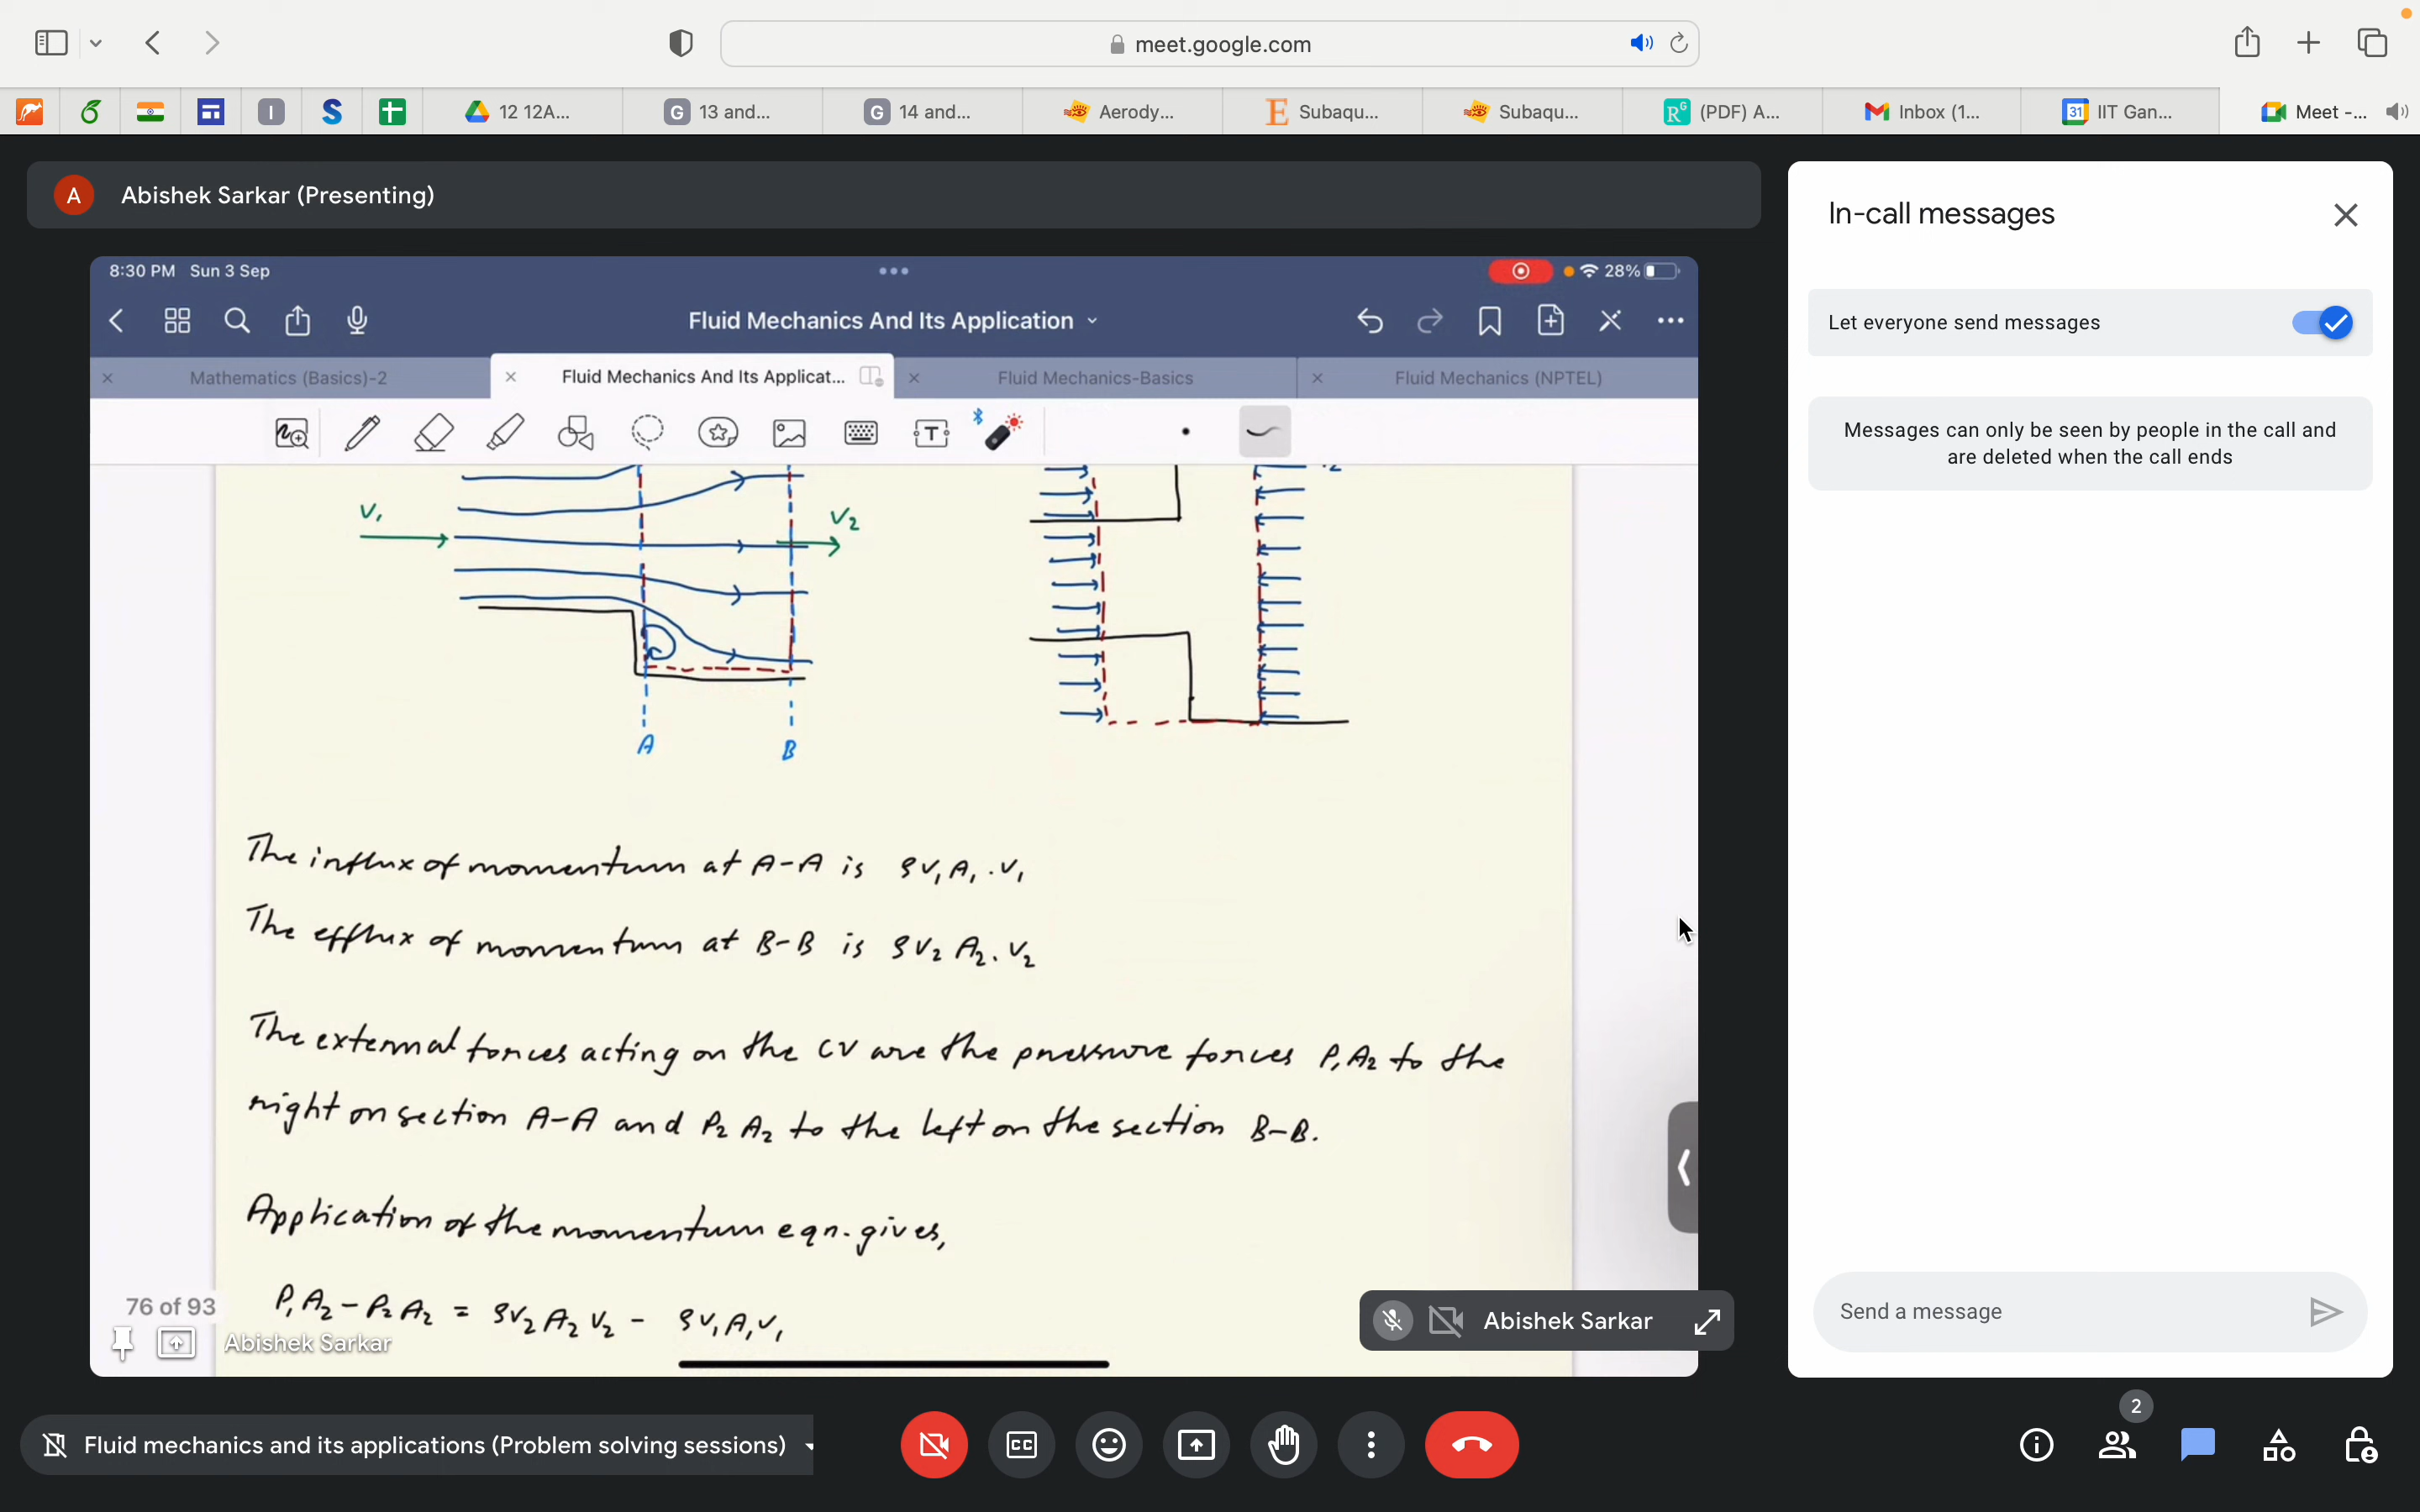 meet.google.com
12 12A...
13 and...
14 and...
Aerody...
Subaqu...
Subaqu...
(PDF) A...
Inbox (1...
IIT Gan...
Meet -...
A Abishek Sarkar (Presenting)
8:30 PM Sun 3 Sep
28%
Fluid Mechanics And Its Application
Mathematics (Basics)-2
Fluid Mechanics And Its Applicat...
Fluid Mechanics-Basics
Fluid Mechanics (NPTEL)
V₁
V₂
A
B
The influx of momentum at A-A is ρV₁A₁.V₁
The efflux of momentum at B-B is ρV₂A₂.V₂
The external forces acting on the CV are the pressure forces P₁A₂ to the
right on section A-A and P₂A₂ to the left on the section B-B.
Application of the momentum eqn. gives,
P₁A₂-P₂A₂ = ρV₂A₂V₂ - ρV₁A₁V₁
76 of 93
Abishek Sarkar
Abishek Sarkar
In-call messages
Let everyone send messages
Messages can only be seen by people in the call and
are deleted when the call ends
Send a message
Fluid mechanics and its applications (Problem solving sessions)
CC
2